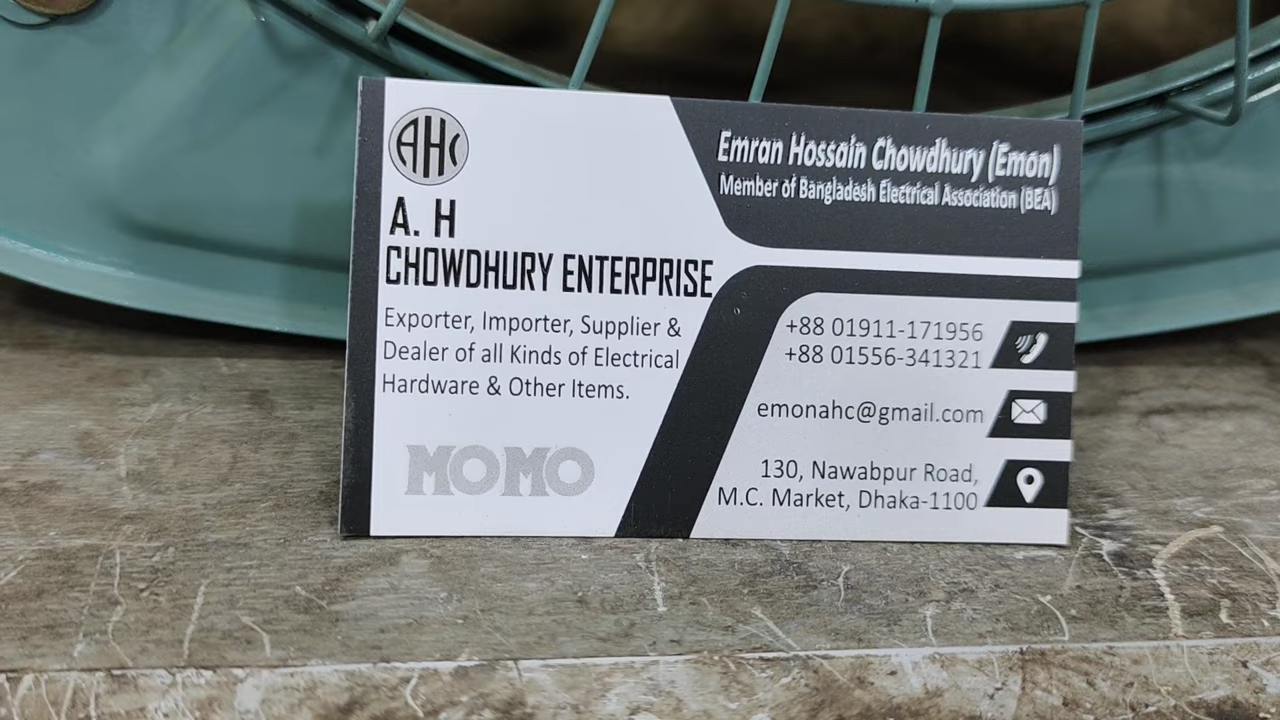 AHC
A. H
CHOWDHURY ENTERPRISE
Exporter, Importer, Supplier &
Dealer of all Kinds of Electrical
Hardware & Other Items.
MOMO
Emran Hossain Chowdhury (Emon)
Member of Bangladesh Electrical Association (BEA)
+88 01911-171956
+88 01556-341321
emonahc@gmail.com
130, Nawabpur Road,
M.C. Market, Dhaka-1100